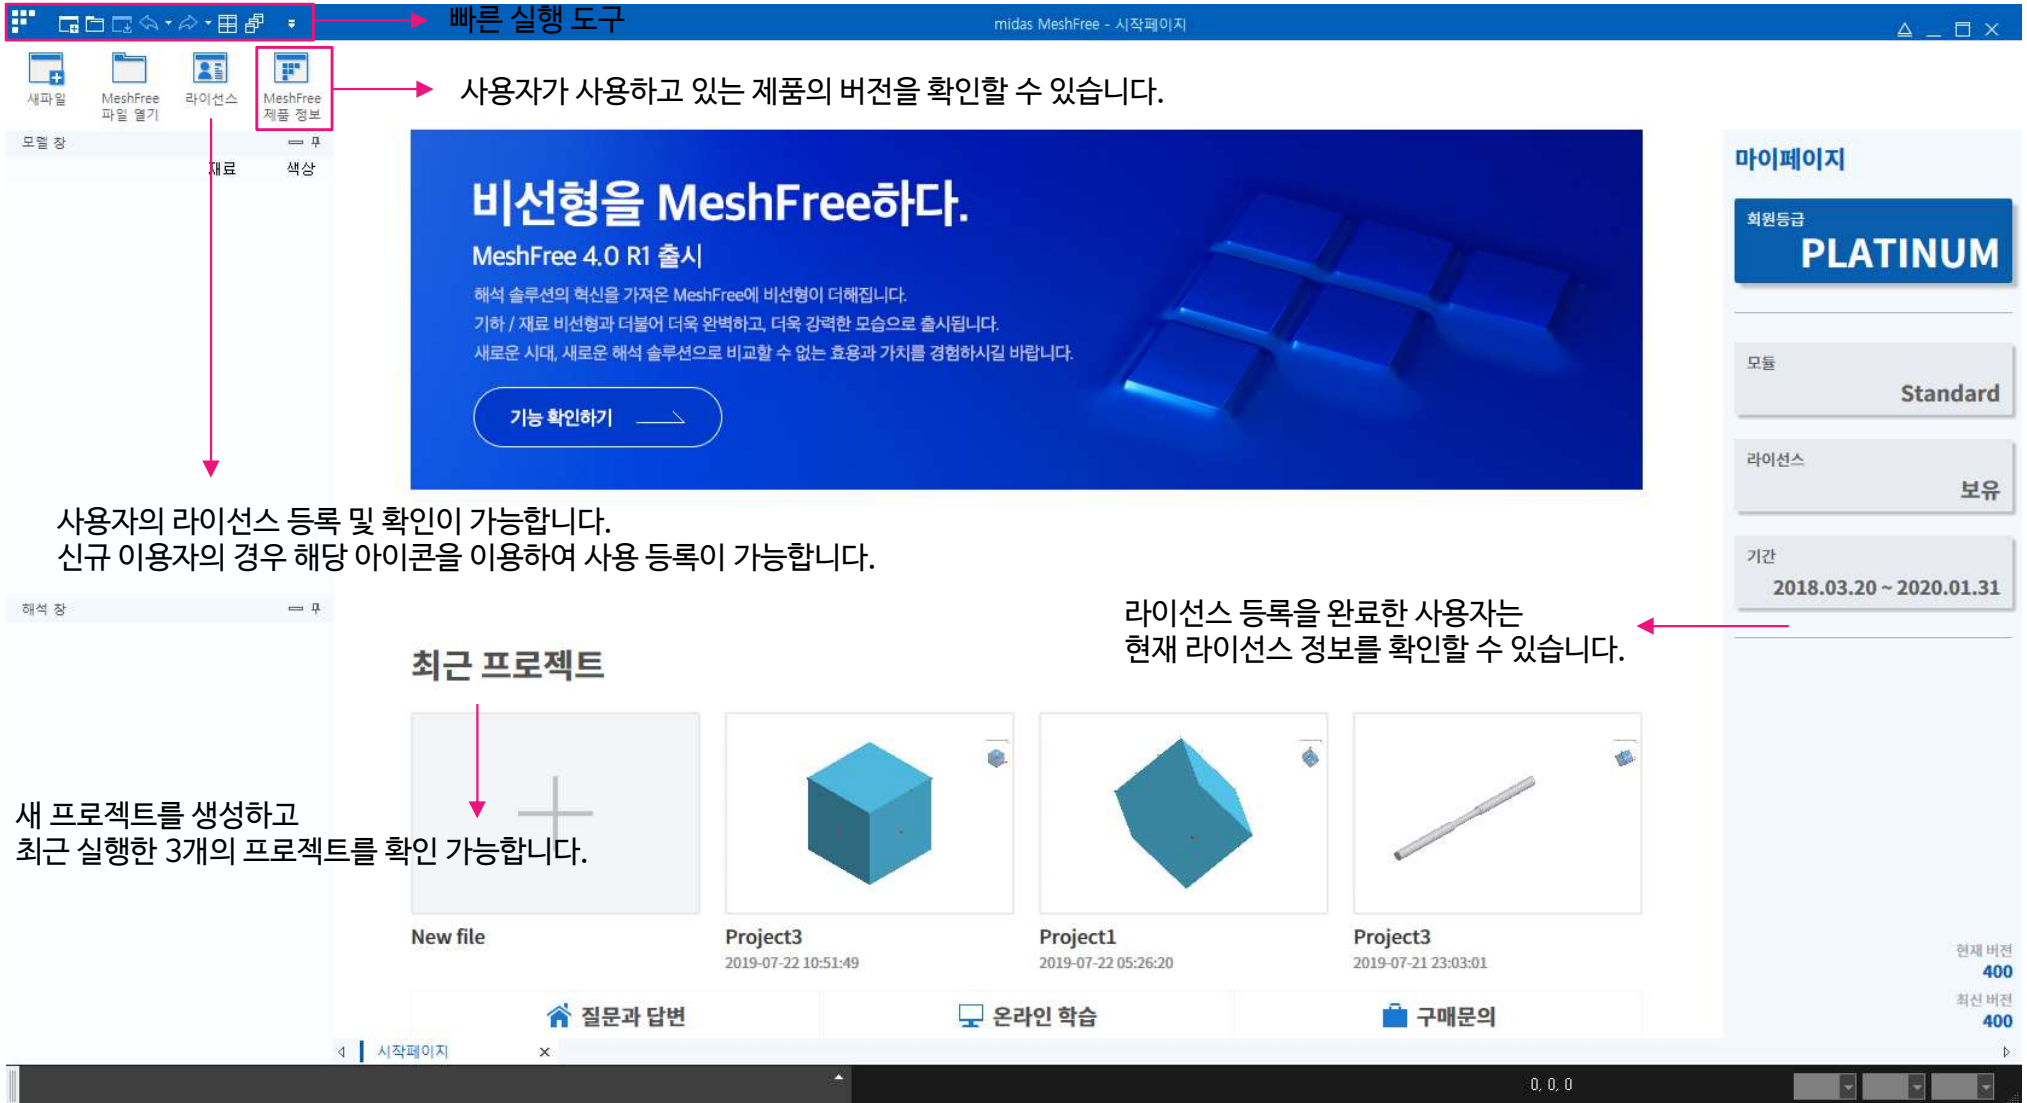 빠른 실행 도구
midas MeshFree - 시작페이지
새파일
MeshFree
파일 열기
라이선스
MeshFree
제품 정보
사용자가 사용하고 있는 제품의 버전을 확인할 수 있습니다.
모델 창
재료 색상
비선형을 MeshFree하다.
MeshFree 4.0 R1 출시
해석 솔루션의 혁신을 가져온 MeshFree에 비선형이 더해집니다.
기하 / 재료 비선형과 더불어 더욱 완벽하고, 더욱 강력한 모습으로 출시됩니다.
새로운 시대, 새로운 해석 솔루션으로 비교할 수 없는 효용과 가치를 경험하시길 바랍니다.
기능 확인하기
마이페이지
회원등급
PLATINUM
모듈
Standard
라이선스
보유
기간
2018.03.20 ~ 2020.01.31
사용자의 라이선스 등록 및 확인이 가능합니다.
신규 이용자의 경우 해당 아이콘을 이용하여 사용 등록이 가능합니다.
해석 창
라이선스 등록을 완료한 사용자는
현재 라이선스 정보를 확인할 수 있습니다.
최근 프로젝트
새 프로젝트를 생성하고
최근 실행한 3개의 프로젝트를 확인 가능합니다.
New file
Project3
2019-07-22 10:51:49
Project1
2019-07-22 05:26:20
Project3
2019-07-21 23:03:01
현재 버전
400
최신 버전
400
질문과 답변
온라인 학습
구매문의
시작페이지
0, 0, 0